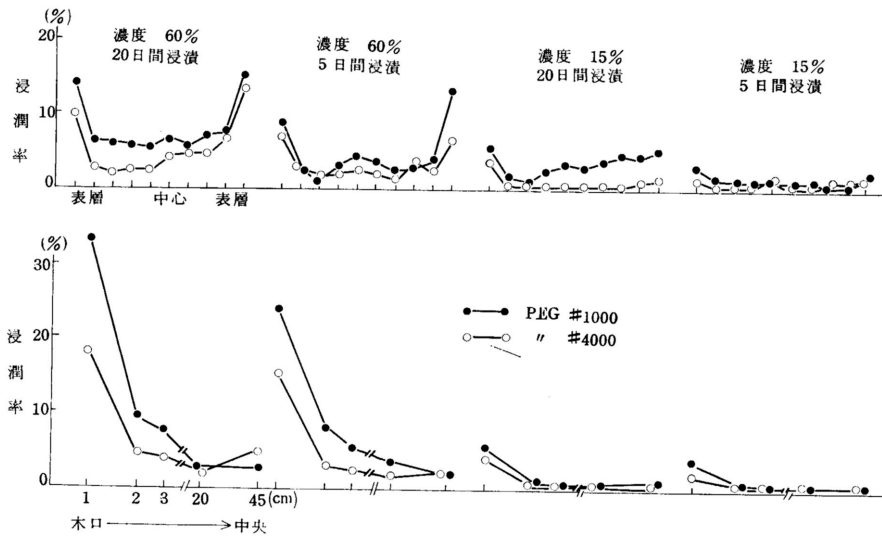 (%)
20
10
0
浸潤率
濃度 60%
20日間浸漬
濃度 60%
5日間浸漬
濃度 15%
20日間浸漬
濃度 15%
5日間浸漬
表層 中心 表層
(%)
30
20
10
0
浸潤率
PEG #1000
〃 #4000
1 2 3 20 45(cm)
木口 → 中央